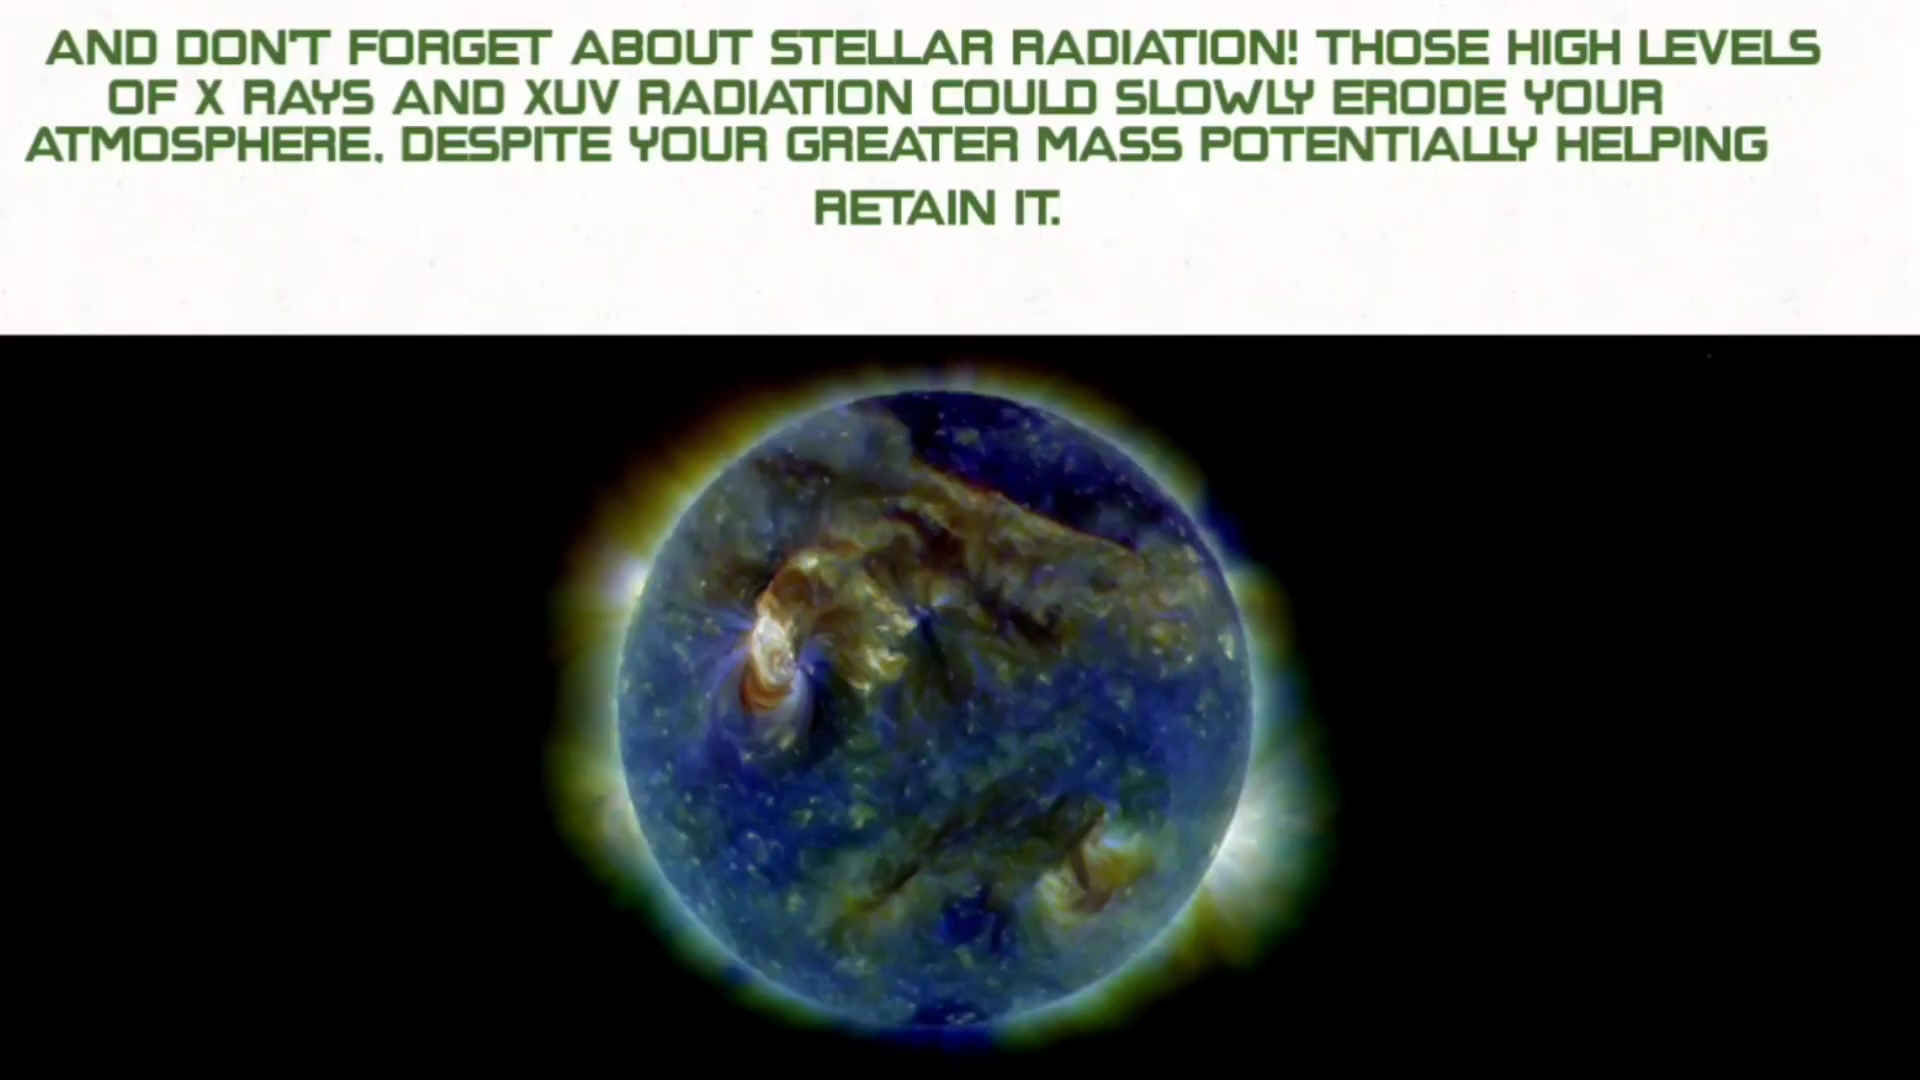 AND DON'T FORGET ABOUT STELLAR RADIATION! THOSE HIGH LEVELS
OF X RAYS AND XUV RADIATION COULD SLOWLY ERODE YOUR
ATMOSPHERE, DESPITE YOUR GREATER MASS POTENTIALLY HELPING
RETAIN IT.